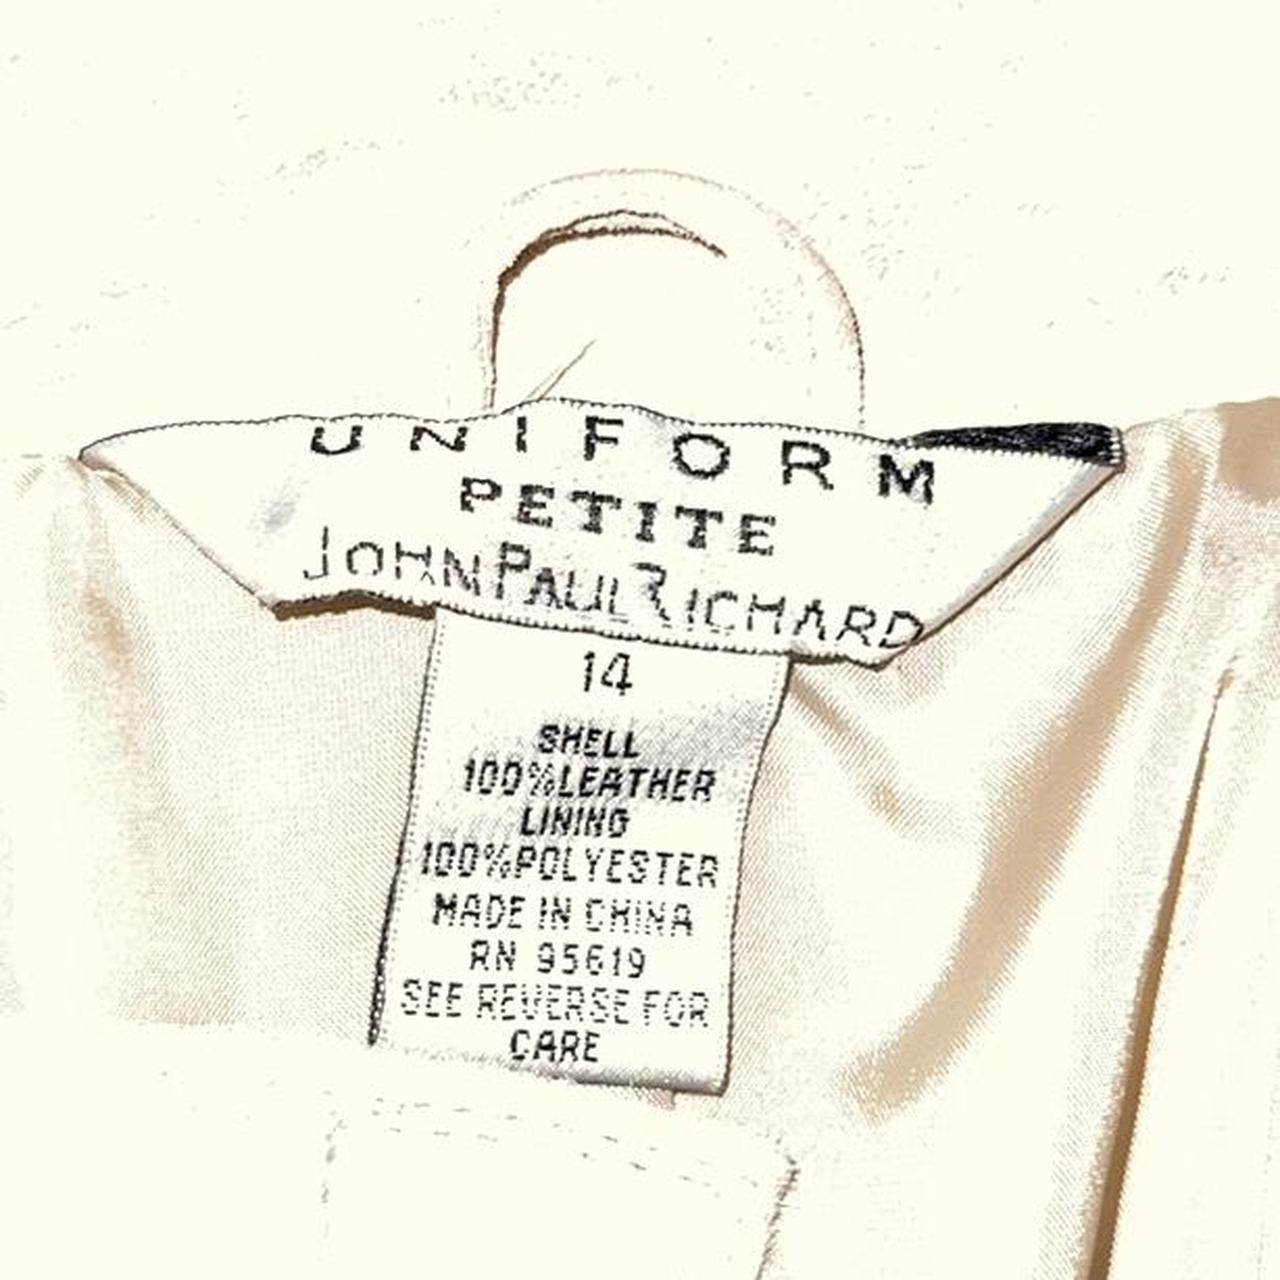 UNIFORM
PETITE
JOHN PAUL RICHARD
14
SHELL
100%LEATHER
LINING
100%POLYESTER
MADE IN CHINA
RN 95619
SEE REVERSE FOR
CARE